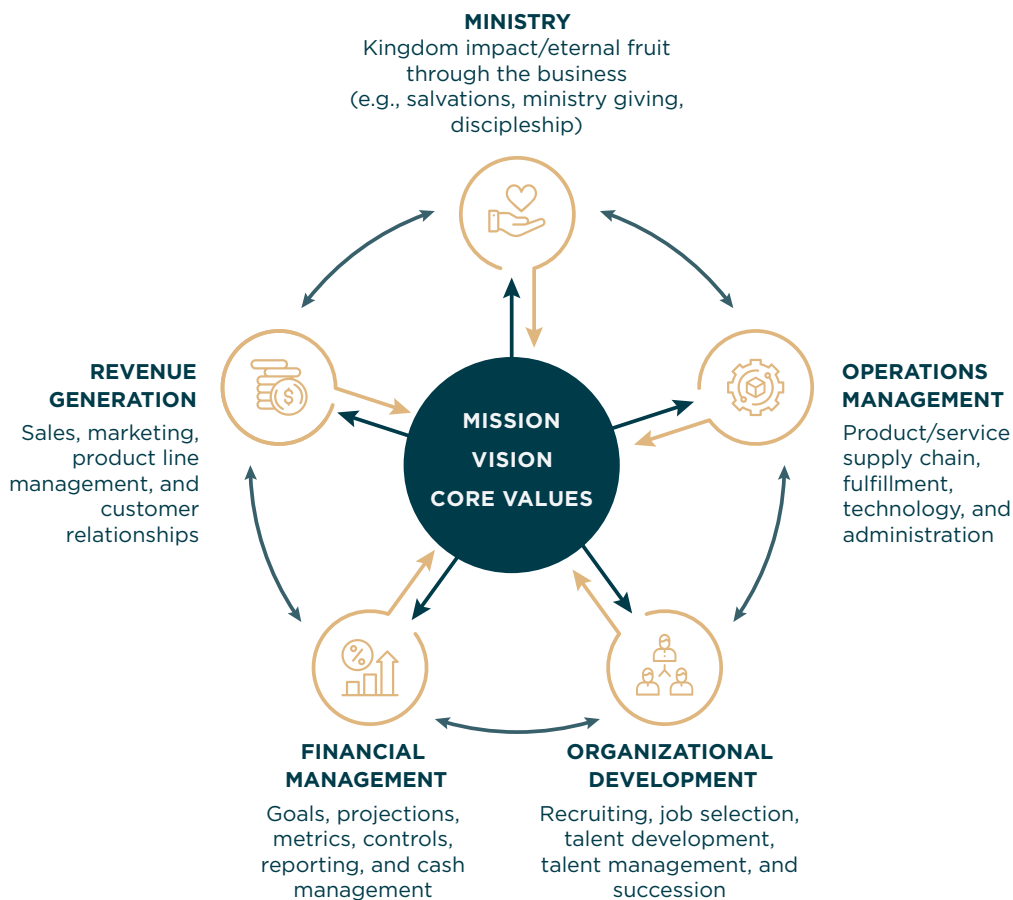 MINISTRY
Kingdom impact/eternal fruit
through the business
(e.g., salvations, ministry giving,
discipleship)
REVENUE
GENERATION
Sales, marketing,
product line
management, and
customer
relationships
$
MISSION
VISION
CORE VALUES
OPERATIONS
MANAGEMENT
Product/service
supply chain,
fulfillment,
technology, and
administration
%
FINANCIAL
MANAGEMENT
Goals, projections,
metrics, controls,
reporting, and cash
management
ORGANIZATIONAL
DEVELOPMENT
Recruiting, job selection,
talent development,
talent management, and
succession